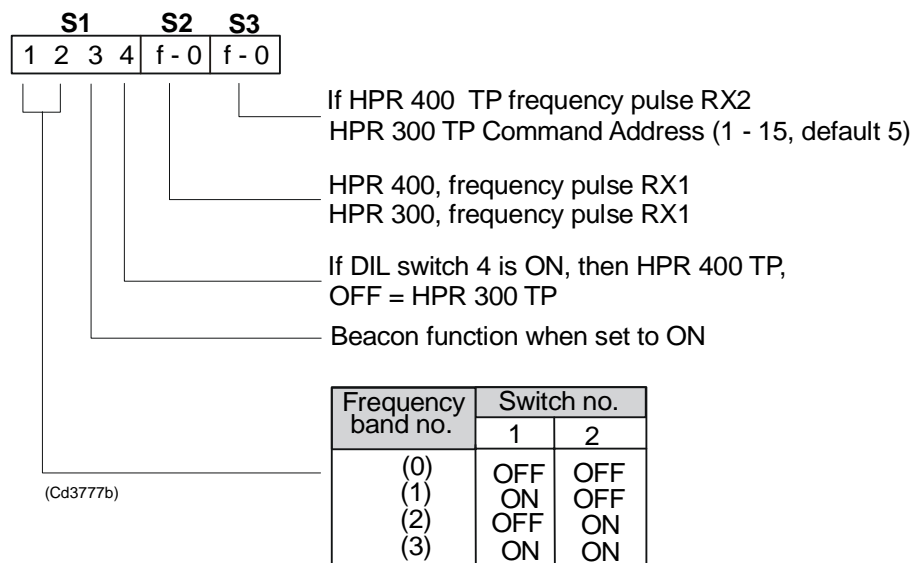 S1 S2 S3
1 2 3 4 f - 0 f - 0
If HPR 400 TP frequency pulse RX2
HPR 300 TP Command Address (1 - 15, default 5)
HPR 400, frequency pulse RX1
HPR 300, frequency pulse RX1
If DIL switch 4 is ON, then HPR 400 TP,
OFF = HPR 300 TP
Beacon function when set to ON
Frequency band no. Switch no.
1 2
(0) OFF OFF
(1) ON OFF
(2) OFF ON
(3) ON ON
(Cd3777b)